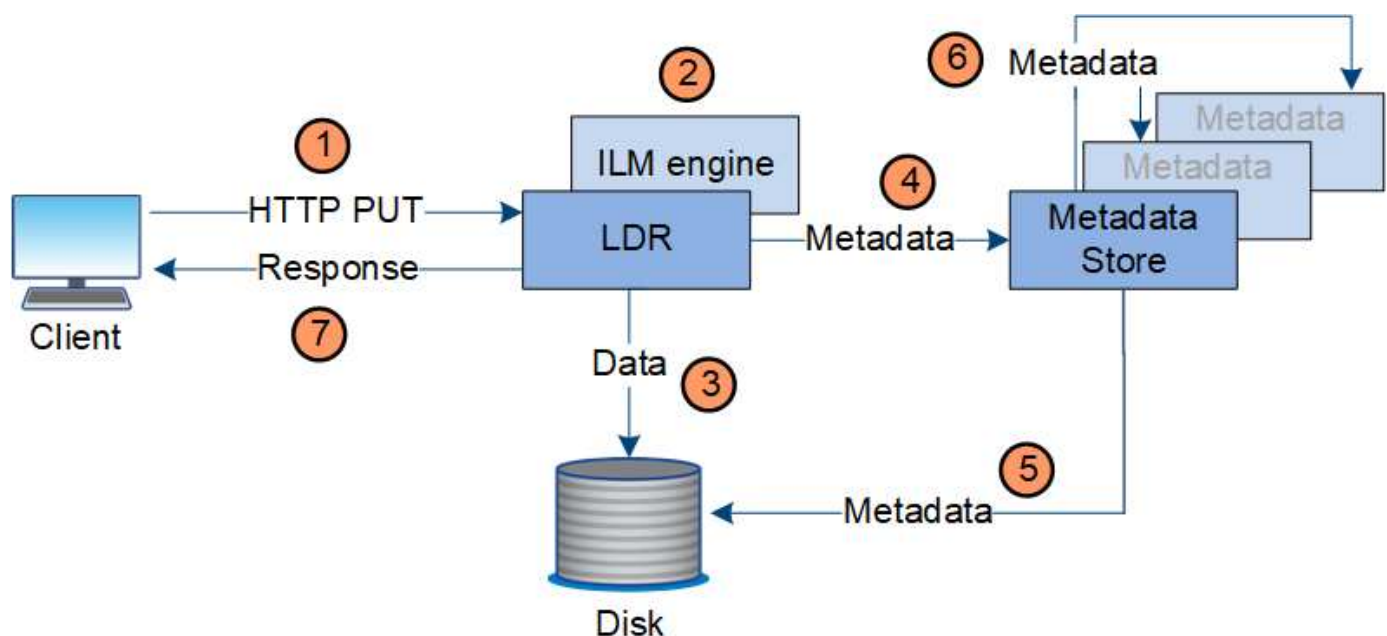 6
Metadata
2
Metadata
1
ILM engine
Metadata
4
HTTP PUT
LDR
Metadata
Metadata
Store
Response
7
Client
Data
3
5
Metadata
Disk